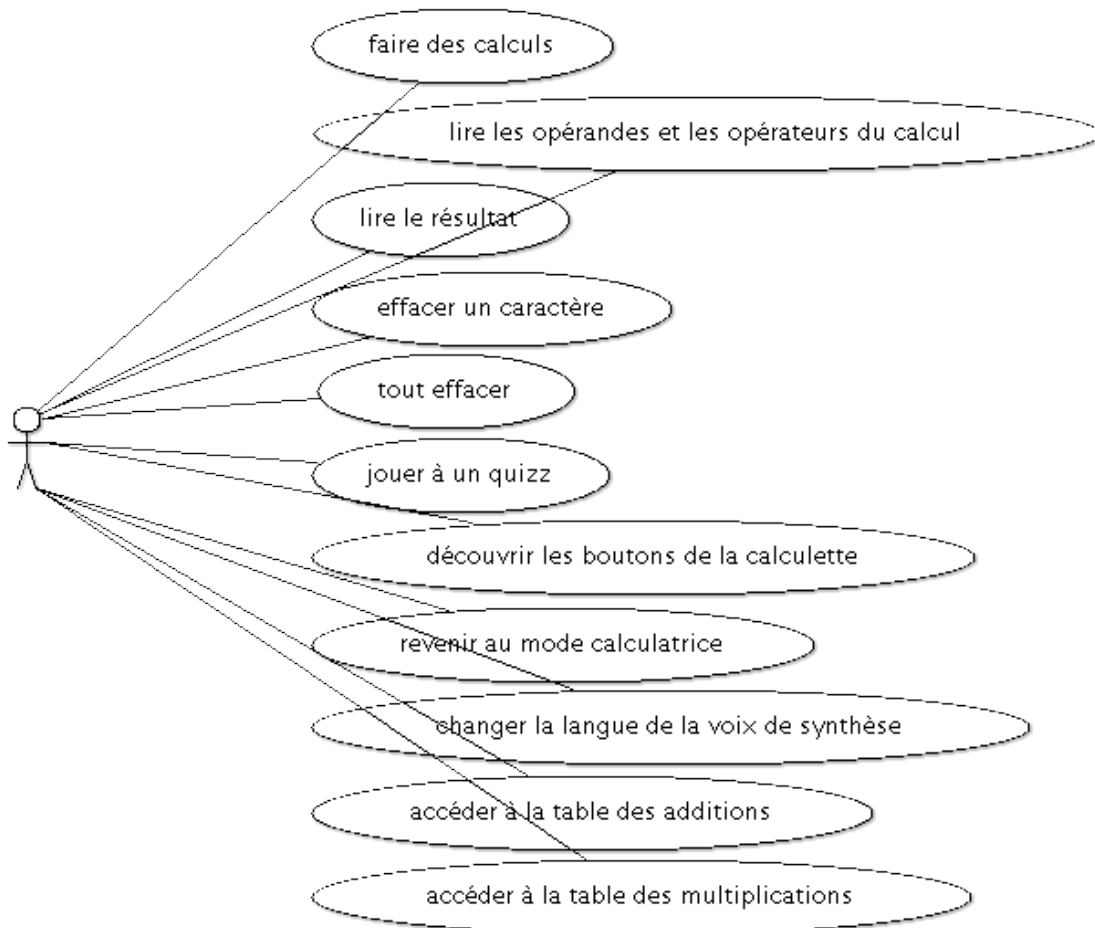 faire des calculs
lire les opérandes et les opérateurs du calcul
lire le résultat
effacer un caractère
tout effacer
jouer à un quizz
découvrir les boutons de la calculette
revenir au mode calculatrice
changer la langue de la voix de synthèse
accéder à la table des additions
accéder à la table des multiplications